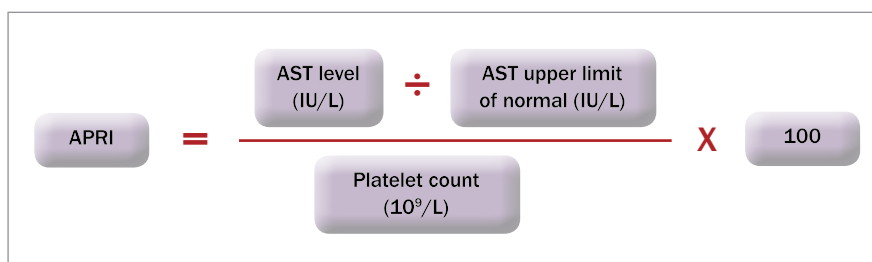 AST level
(IU/L)
÷
AST upper limit
of normal (IU/L)
APRI
=
X
100
Platelet count
(10⁹/L)